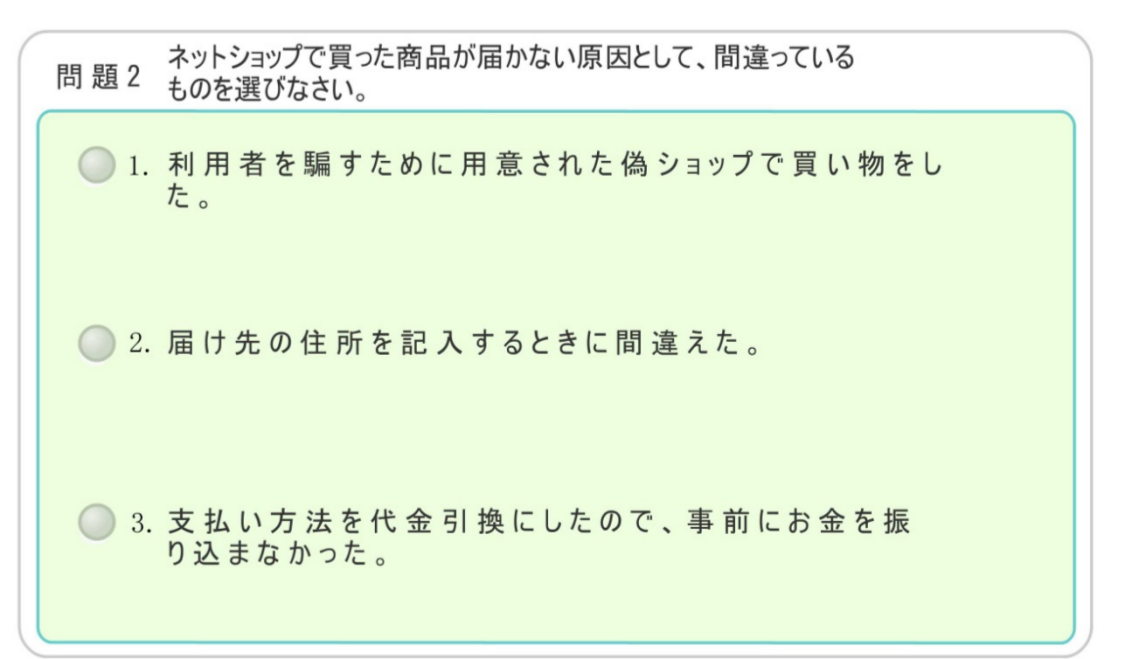 問題2
ネットショップで買った商品が届かない原因として、間違っている
ものを選びなさい。
1. 利用者を騙すために用意された偽ショップで買い物をし
た。
2. 届け先の住所を記入するときに間違えた。
3. 支払い方法を代金引換にしたので、事前にお金を振
り込まなかった。